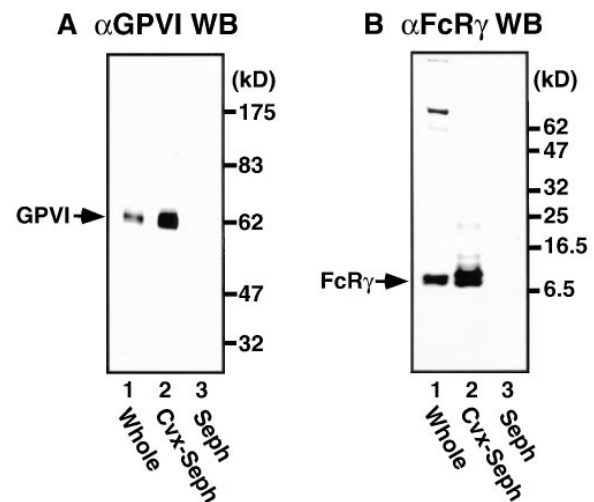 A αGPVI WB
(kD)
175
83
GPVI
62
47
32
1 2 3
Whole
Cvx-Seph
Seph
B αFcRγ WB
(kD)
62
47
32
25
16.5
FcRγ
6.5
1 2 3
Whole
Cvx-Seph
Seph